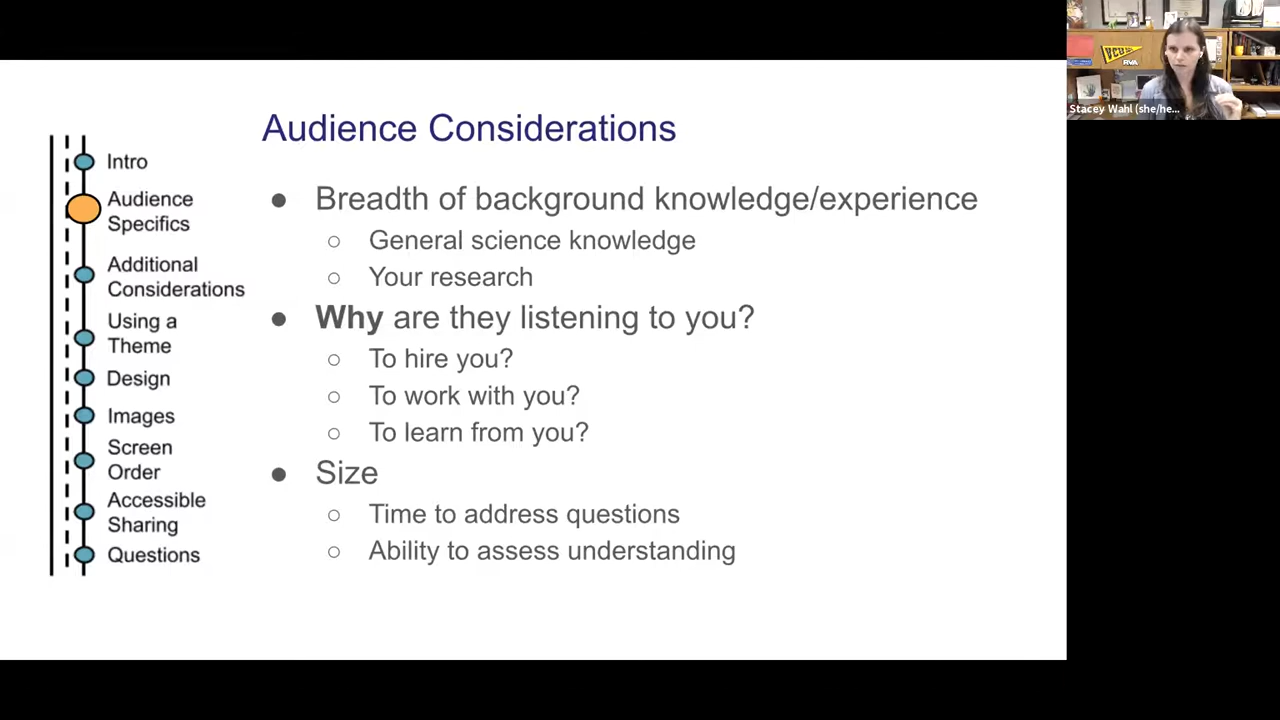 Audience Considerations
Intro
Audience
Specifics
Additional
Considerations
Using a
Theme
Design
Images
Screen
Order
Accessible
Sharing
Questions
● Breadth of background knowledge/experience
○ General science knowledge
○ Your research
● Why are they listening to you?
○ To hire you?
○ To work with you?
○ To learn from you?
● Size
○ Time to address questions
○ Ability to assess understanding
VCU
RVA
Stacey Wahl (she/he...